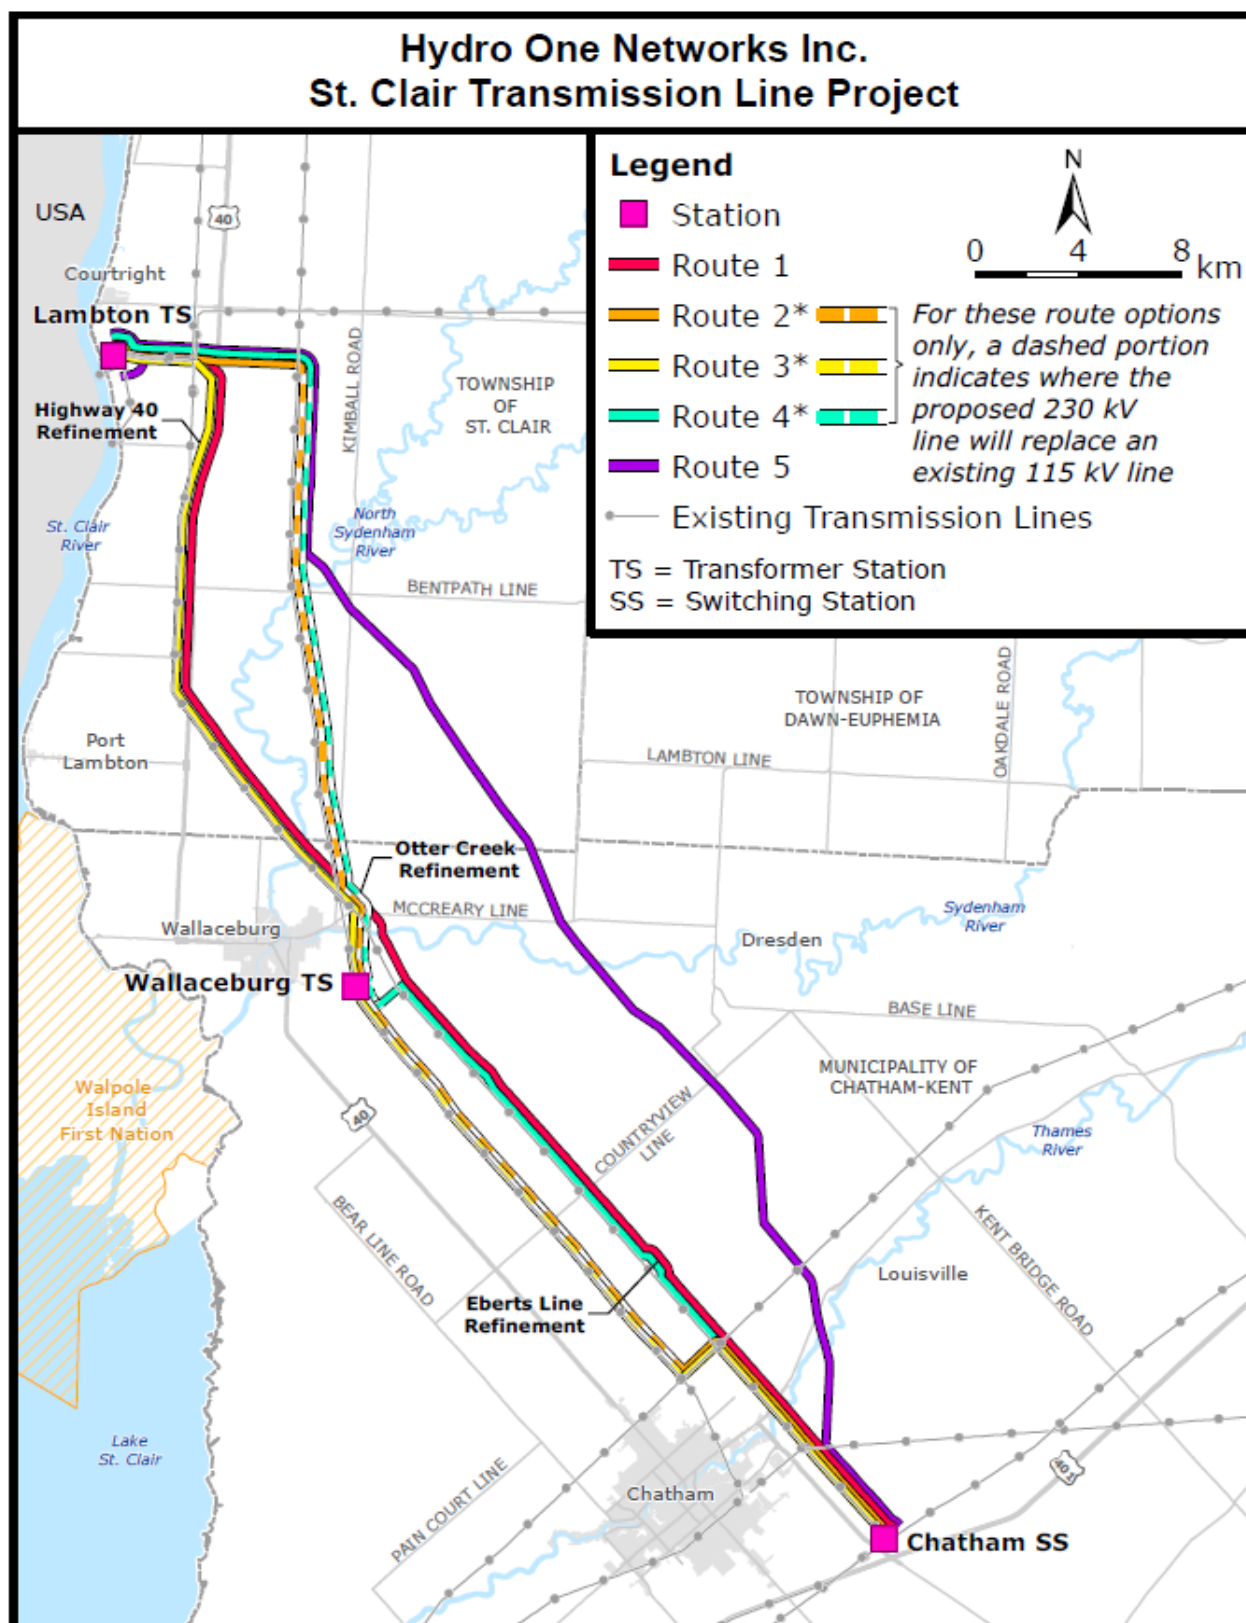 Hydro One Networks Inc.
St. Clair Transmission Line Project
Legend
Station
Route 1
Route 2*
Route 3*
Route 4*
Route 5
Existing Transmission Lines
TS = Transformer Station
SS = Switching Station
For these route options
only, a dashed portion
indicates where the
proposed 230 kV
line will replace an
existing 115 kV line
N
0 4 8 km
USA
40
Courtright
Lambton TS
Highway 40
Refinement
KIMBALL ROAD
TOWNSHIP
OF
ST. CLAIR
St. Clair
River
North
Sydenham
River
BENTPATH LINE
TOWNSHIP OF
DAWN-EUPHEMIA
OAKDALE ROAD
Port
Lambton
LAMBTON LINE
Otter Creek
Refinement
MCCREARY LINE
Wallaceburg
Sydenham
River
Dresden
Wallaceburg TS
BASE LINE
MUNICIPALITY OF
CHATHAM-KENT
Walpole
Island
First Nation
40
COUNTRYVIEW
LINE
Thames
River
BEAR LINE ROAD
KENT BRIDGE ROAD
Louisville
Eberts Line
Refinement
Lake
St. Clair
401
PAIN COURT LINE
Chatham
Chatham SS